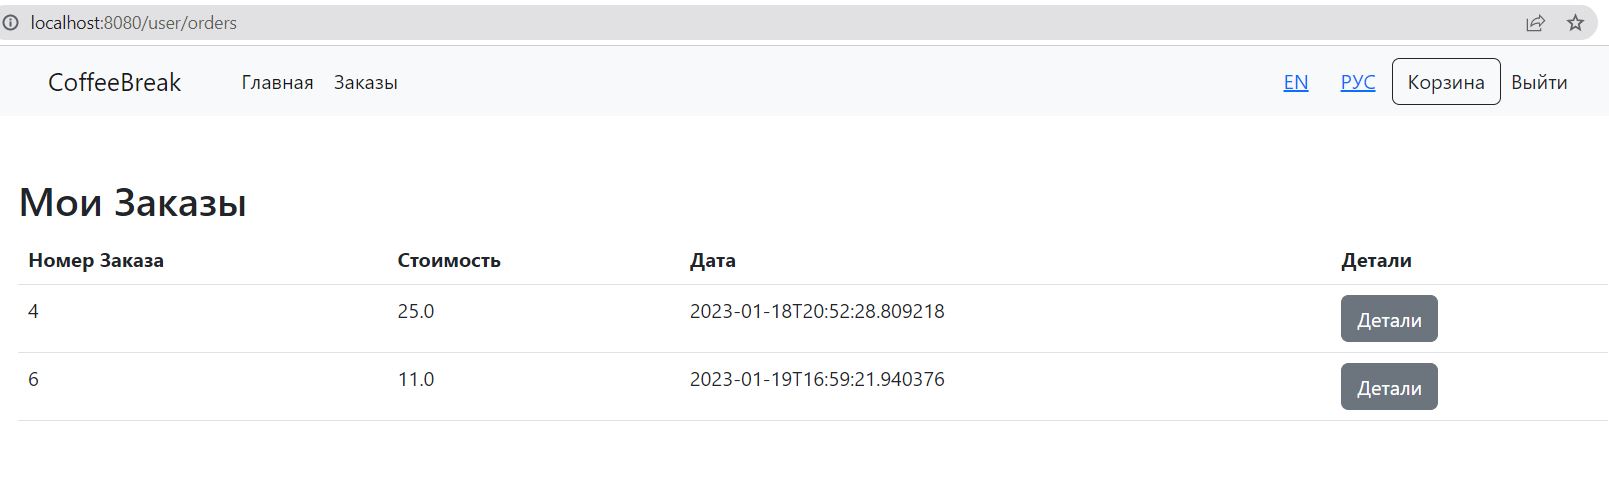 localhost:8080/user/orders
CoffeeBreak Главная Заказы EN РУС Корзина Выйти
Мои Заказы
Номер Заказа Стоимость Дата Детали
4 25.0 2023-01-18T20:52:28.809218 Детали
6 11.0 2023-01-19T16:59:21.940376 Детали